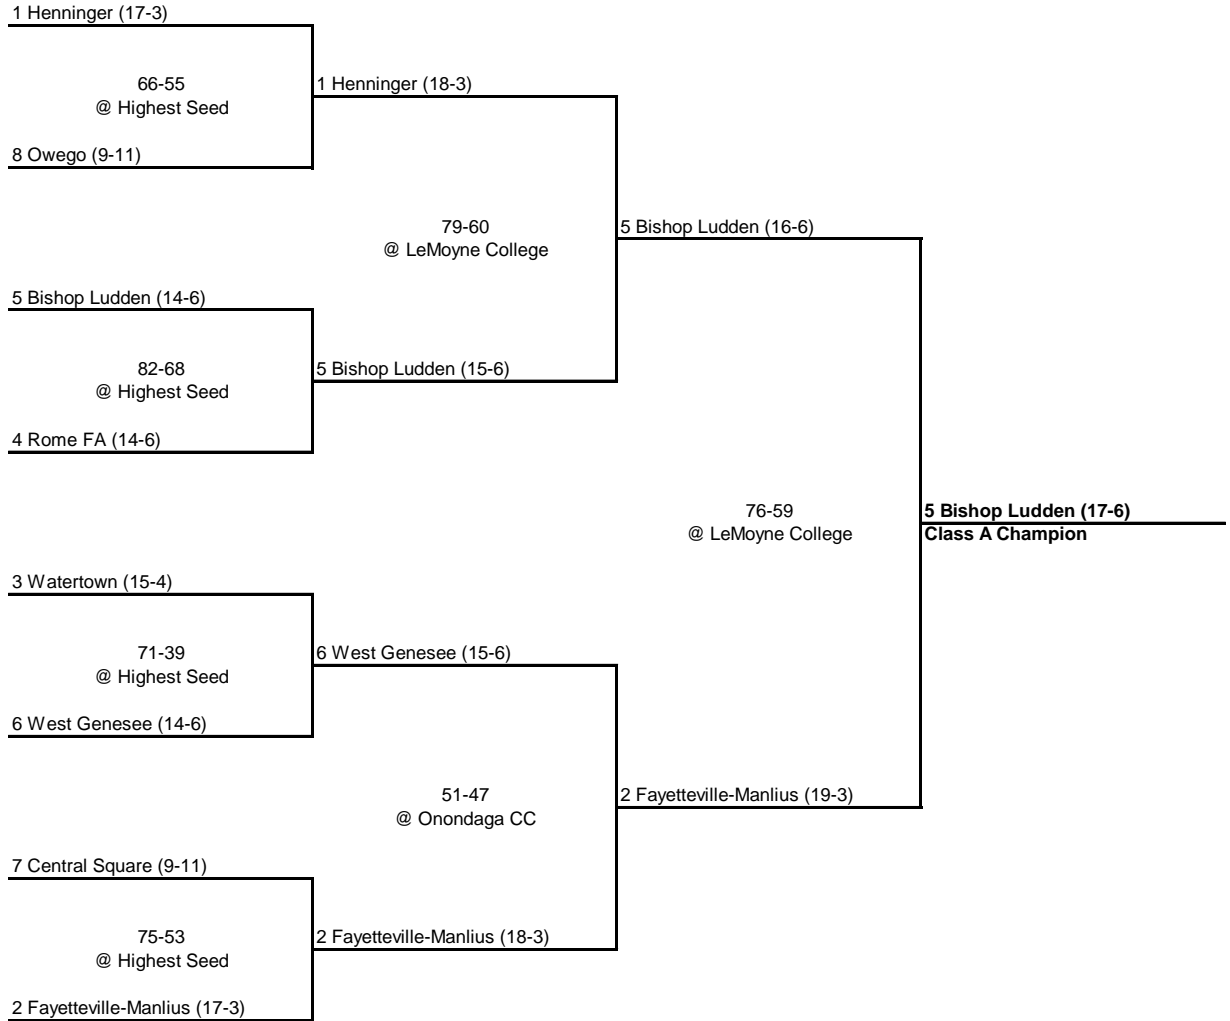 1 Henninger (17-3)
66-55
@ Highest Seed
1 Henninger (18-3)
8 Owego (9-11)
79-60
@ LeMoyne College
5 Bishop Ludden (16-6)
5 Bishop Ludden (14-6)
82-68
@ Highest Seed
5 Bishop Ludden (15-6)
4 Rome FA (14-6)
76-59
@ LeMoyne College
5 Bishop Ludden (17-6)
Class A Champion
3 Watertown (15-4)
71-39
@ Highest Seed
6 West Genesee (15-6)
6 West Genesee (14-6)
51-47
@ Onondaga CC
2 Fayetteville-Manlius (19-3)
7 Central Square (9-11)
75-53
@ Highest Seed
2 Fayetteville-Manlius (18-3)
2 Fayetteville-Manlius (17-3)